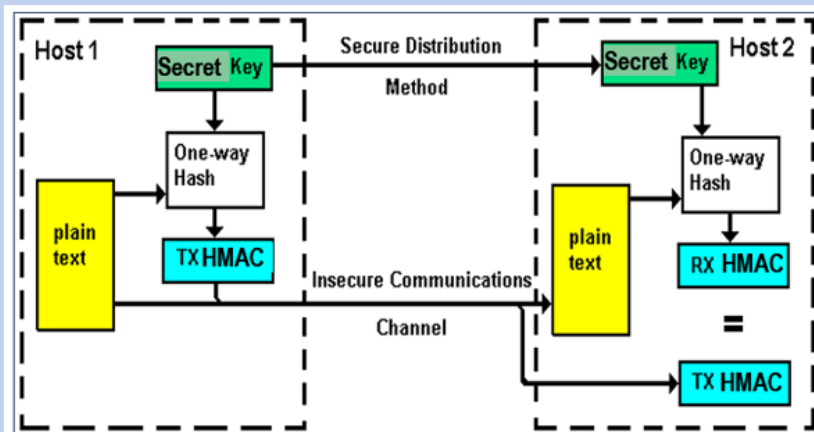 Host 1
Secret Key
One-way
Hash
plain
text
TX HMAC
Secure Distribution
Method
Insecure Communications
Channel
Host 2
Secret Key
One-way
Hash
plain
text
RX HMAC
=
TX HMAC